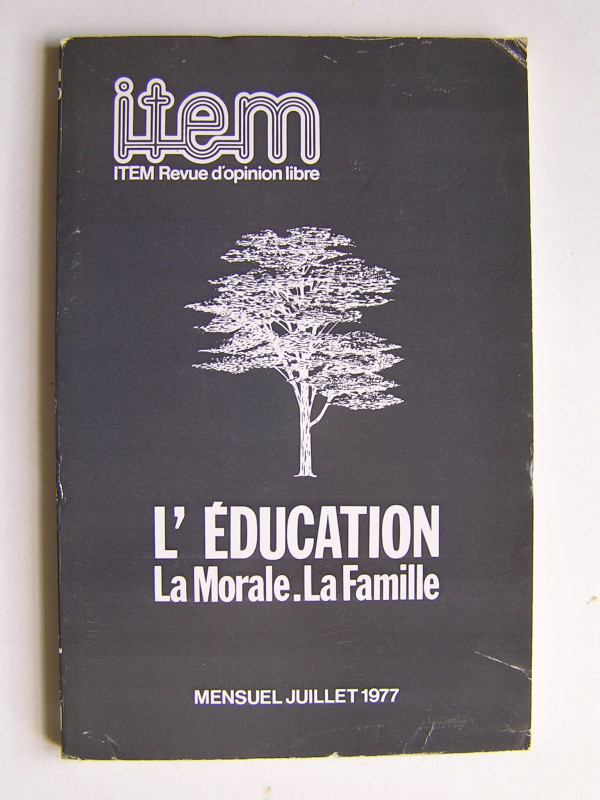 item
ITEM Revue d'opinion libre
L' ÉDUCATION
La Morale.La Famille
MENSUEL JUILLET 1977